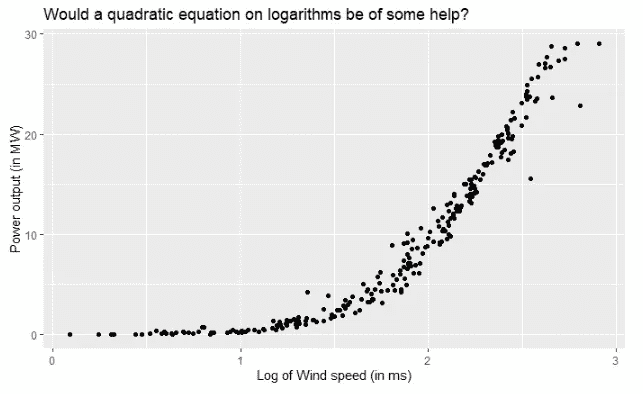 Would a quadratic equation on logarithms be of some help?
30
20
10
0
Power output (in MW)
0 1 2 3
Log of Wind speed (in ms)